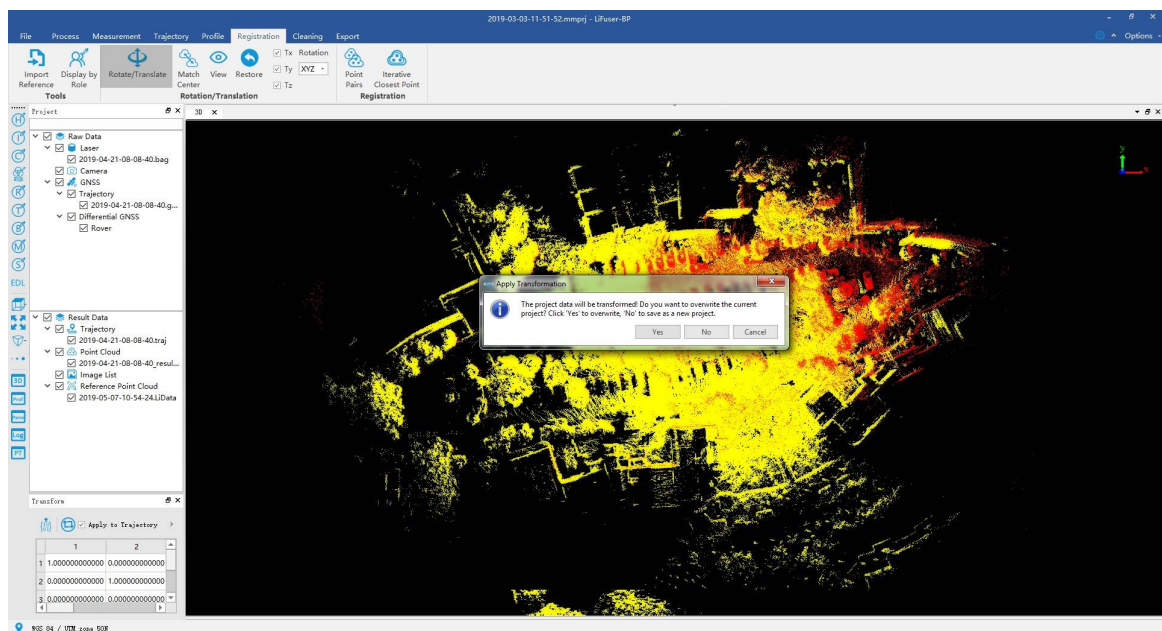 2019-03-03-11-51-52.mmprj - LiFuser-BP
File Process Measurement Trajectory Profile Registration Cleaning Export
Options
Import Reference
Display by Role
Rotate/Translate
Match Center
View
Restore
Tx Rotation
Ty XYZ
Tz
Point Pairs
Iterative Closest Point
Tools Rotation/Translation Registration
Project
3D
Raw Data
Laser
2019-04-21-08-08-40.bag
Camera
GNSS
Trajectory
2019-04-21-08-08-40.g...
Differential GNSS
Rover
EDL
Result Data
Trajectory
2019-04-21-08-08-40.traj
Point Cloud
2019-04-21-08-08-40_resul...
Image List
Reference Point Cloud
2019-05-07-10-54-24.LiData
3D
Prof
Log
PT
y
x
Apply Transformation
The project data will be transformed! Do you want to overwrite the current
project? Click 'Yes' to overwrite, 'No' to save as a new project.
Yes No Cancel
Transform
Apply to Trajectory
1 2
1 1.000000000000 0.000000000000
2 0.000000000000 1.000000000000
3 0.000000000000 0.000000000000
WGS 84 / UTM zone 50N